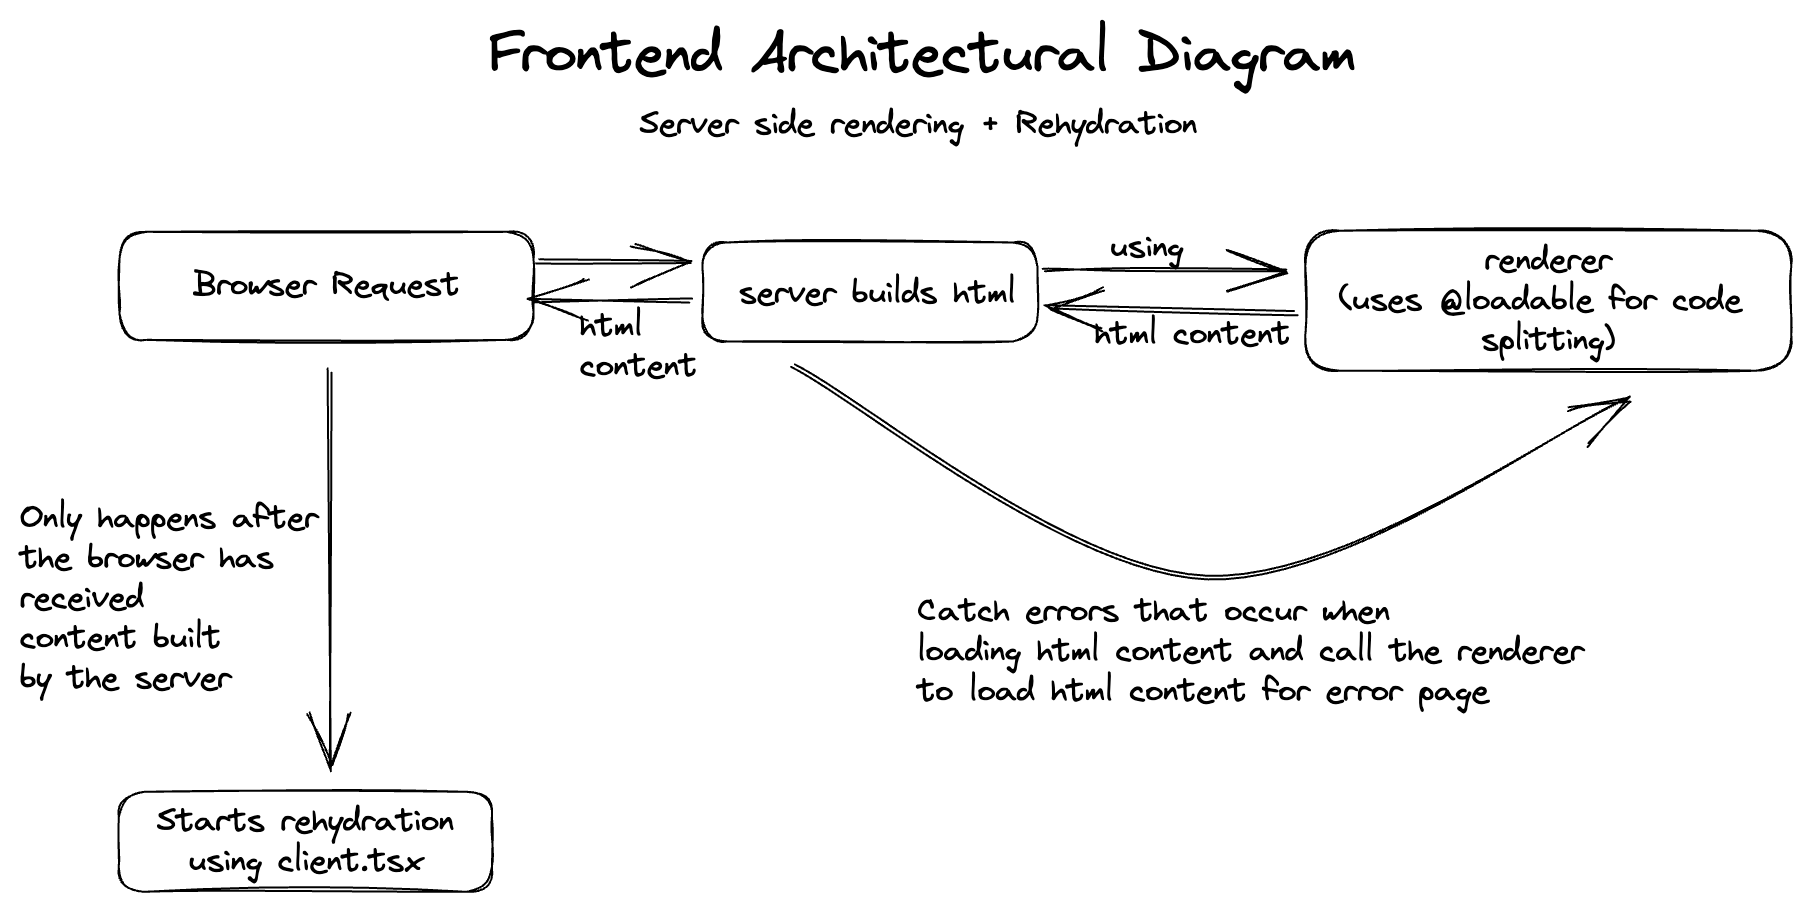 Frontend Architectural Diagram
Server side rendering + Rehydration
Browser Request
html
content
server builds html
using
html content
renderer
(uses @loadable for code
splitting)
Only happens after
the browser has
received
content built
by the server
Catch errors that occur when
loading html content and call the renderer
to load html content for error page
Starts rehydration
using client.tsx